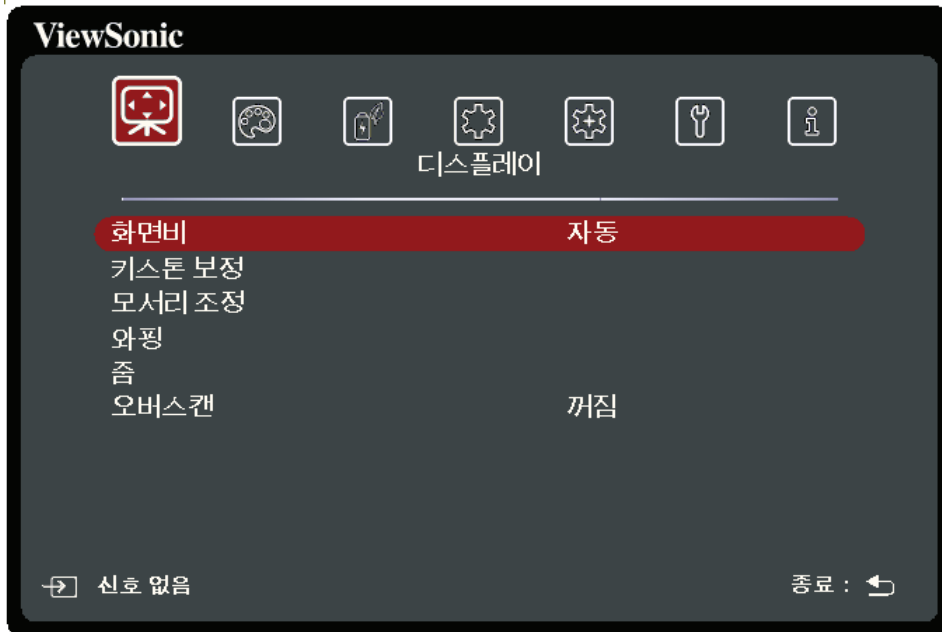 ViewSonic
디스플레이
화면비 자동
키스톤 보정
모서리 조정
와핑
줌
오버스캔 꺼짐
신호 없음 종료 :